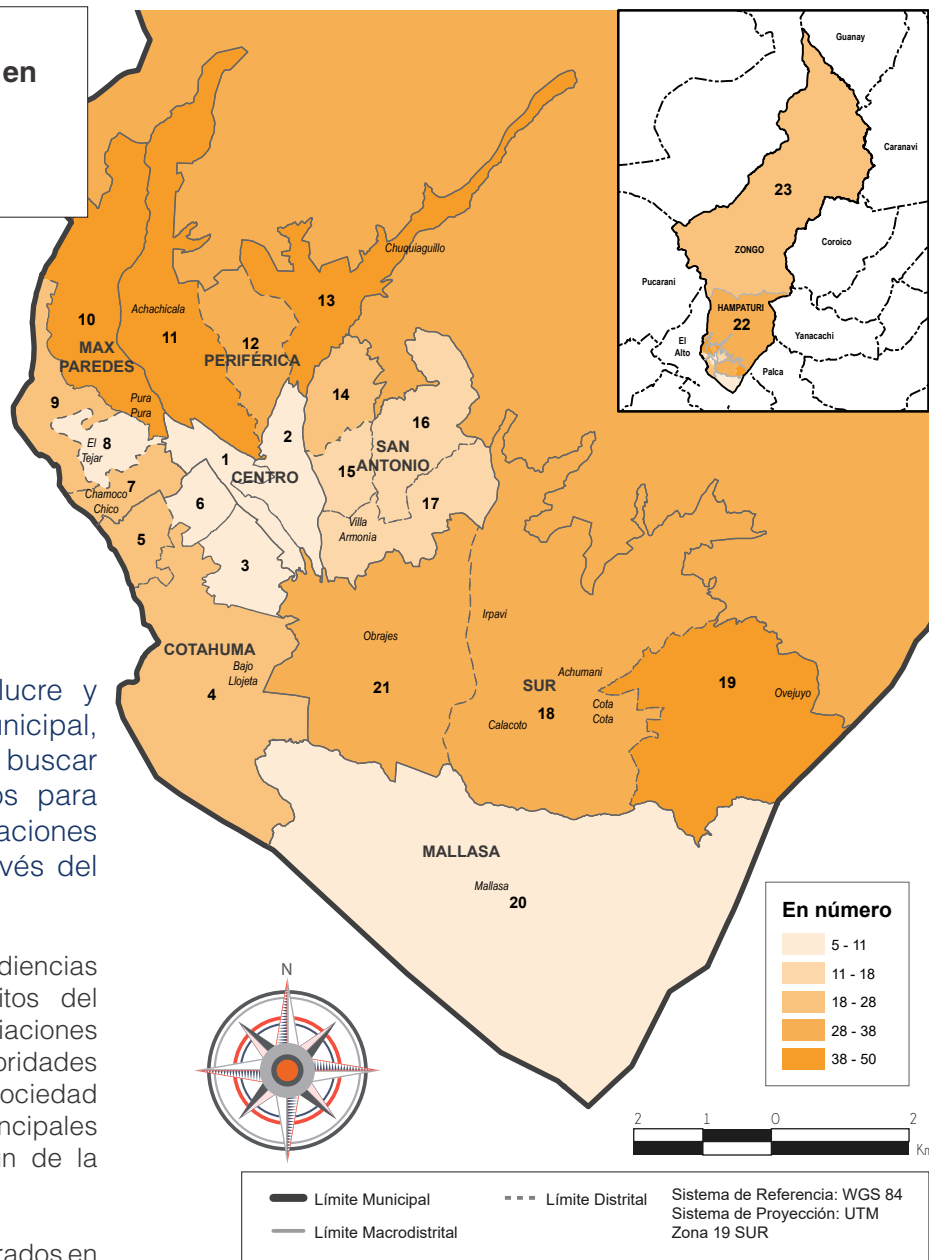 en
Guanay
Caranavi
23
ZONGO
Coroico
Pucarani
HAMPATURI
22
El
Alto
Yanacachi
Palca
Chuquiaguillo
13
Achachicala
10
11
12
MAX
PAREDES
PERIFÉRICA
9
Pura
Pura
14
8
El
Tejar
2
16
1
SAN
ANTONIO
CENTRO
15
7
17
Chamoco
Chico
6
Villa
Armonia
5
3
Irpavi
Obrajes
COTAHUMA
Bajo
Llojeta
4
21
Achumani
SUR
18
Cota
Cota
Calacoto
19
Ovejuyo
MALLASA
Mallasa
20
lucre y
unicipal,
buscar
os para
aciones
vés del
diencias
itos del
iaciones
oridades
sociedad
ncipales
n de la
rados en
En número
5 - 11
11 - 18
18 - 28
28 - 38
38 - 50
N
2 1 0 2
Km
Límite Municipal
Límite Distrital
Límite Macrodistrital
Sistema de Referencia: WGS 84
Sistema de Proyección: UTM
Zona 19 SUR